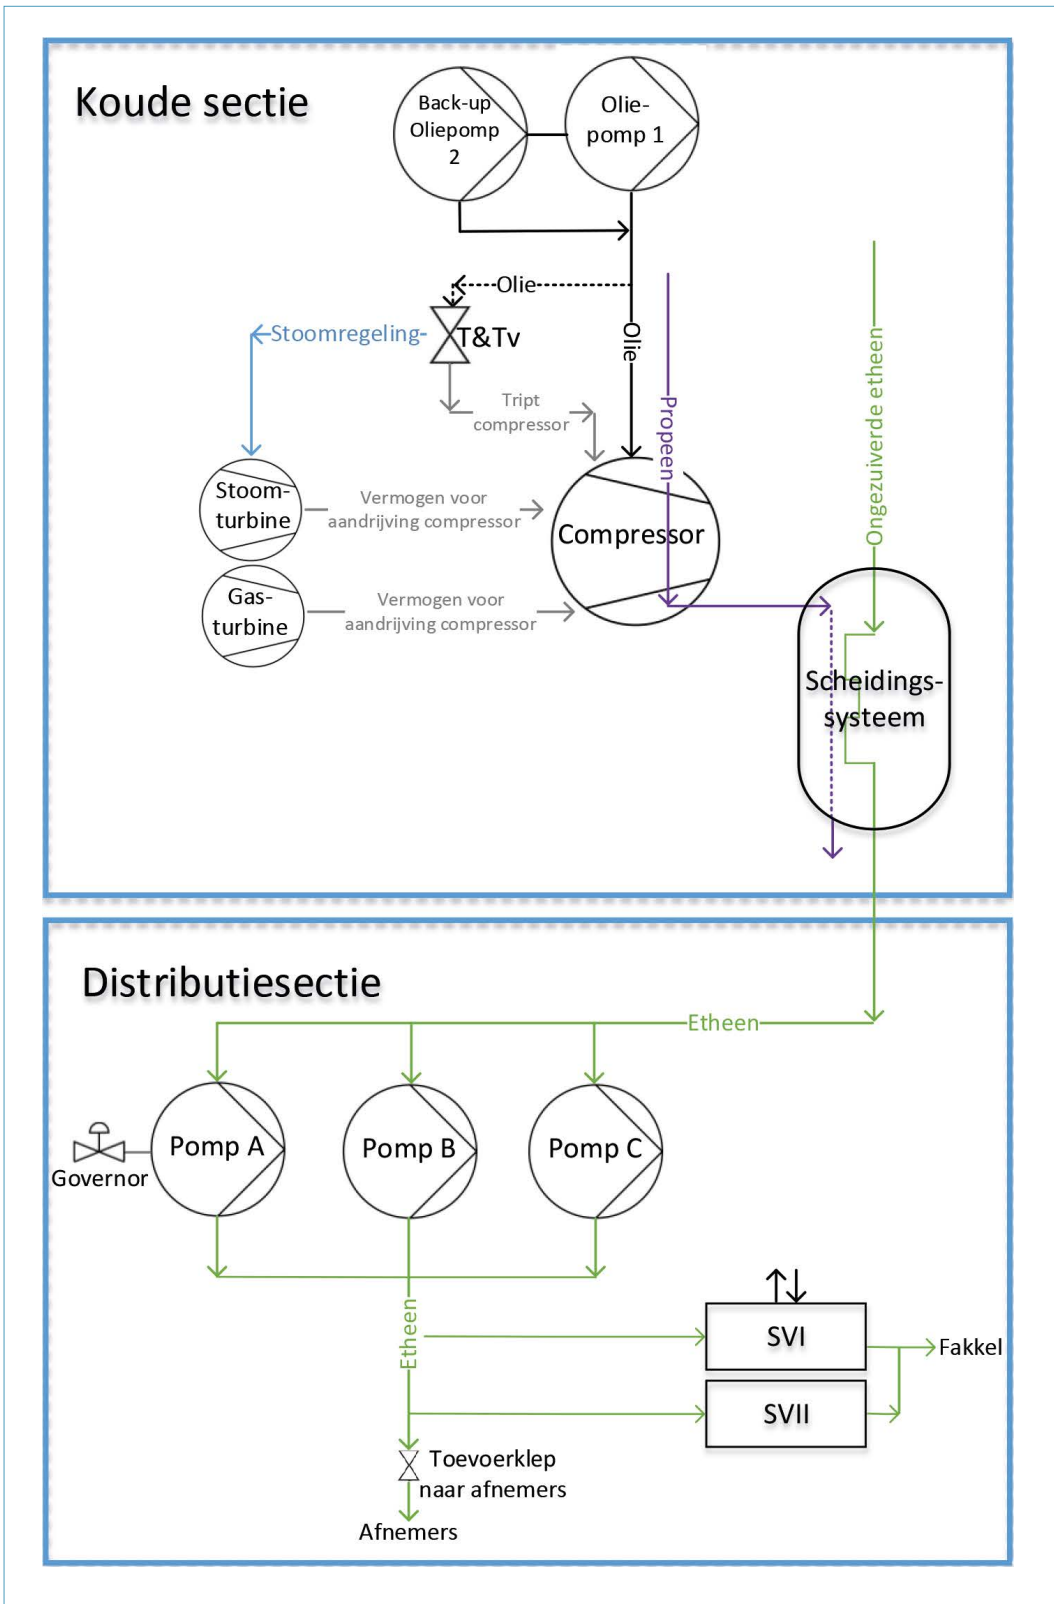 Koude sectie
Back-up
Oliepomp
2
Olie-
pomp 1
Olie
T&Tv
Stoomregeling
Olie
Propeen
Ongezuiverde etheen
Tript
compressor
Stoom-
turbine
Vermogen voor
aandrijving compressor
Compressor
Gas-
turbine
Vermogen voor
aandrijving compressor
Scheidings-
systeem
Distributiesectie
Etheen
Pomp A
Pomp B
Pomp C
Governor
Etheen
SVI
Fakkel
SVII
Toevoerklep
naar afnemers
Afnemers